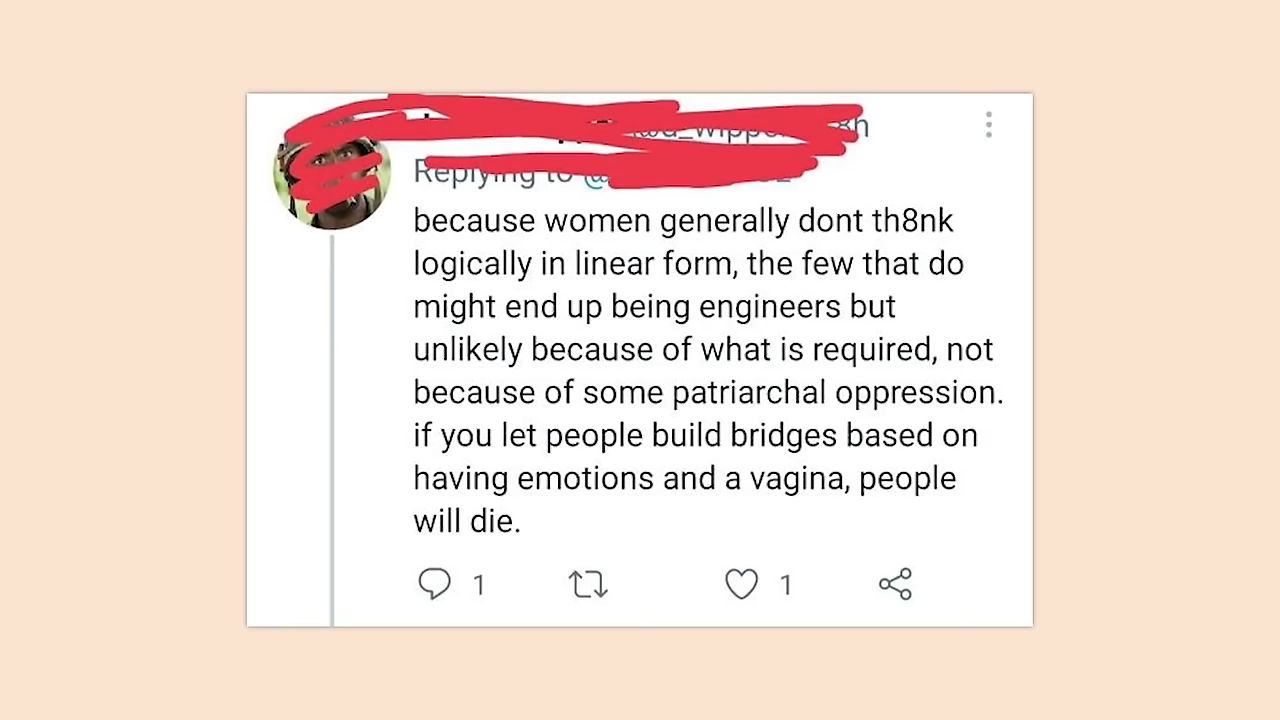 Replying to
because women generally dont th8nk
logically in linear form, the few that do
might end up being engineers but
unlikely because of what is required, not
because of some patriarchal oppression.
if you let people build bridges based on
having emotions and a vagina, people
will die.
1 1